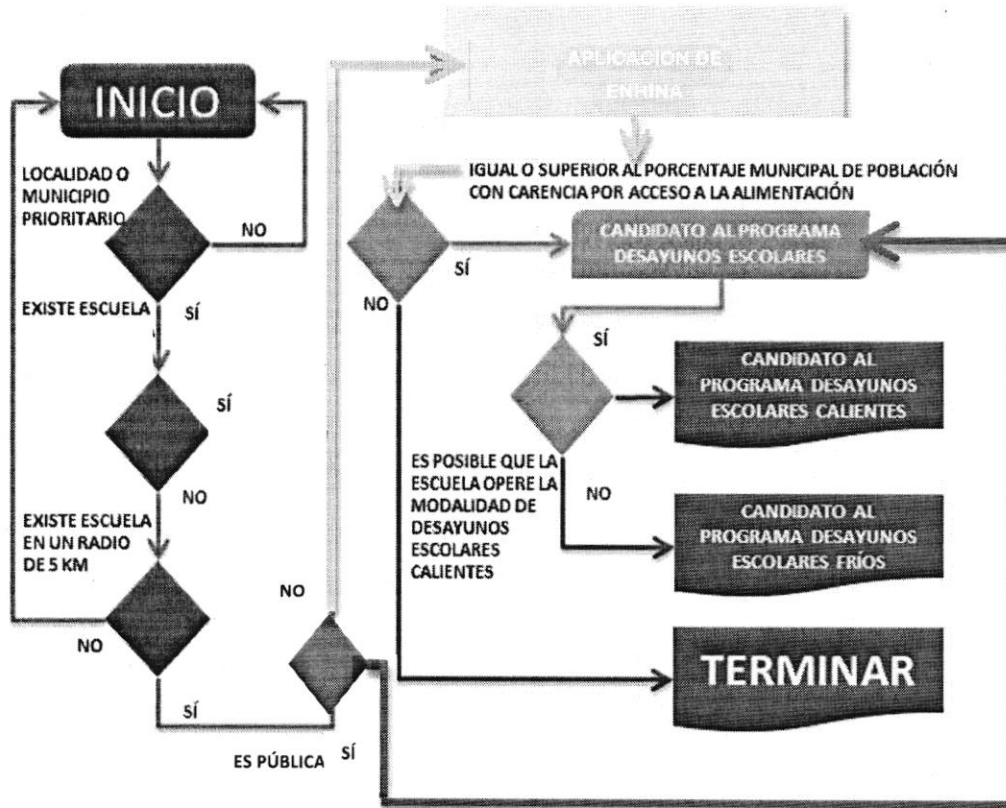 INICIO
LOCALIDAD O
MUNICIPIO
PRIORITARIO
NO
EXISTE ESCUELA
SÍ
SÍ
NO
EXISTE ESCUELA
EN UN RADIO
DE 5 KM
NO
SÍ
ES PÚBLICA
SÍ
NO
APLICACION DE
ENHINA
IGUAL O SUPERIOR AL PORCENTAJE MUNICIPAL DE POBLACIÓN
CON CARENCIA POR ACCESO A LA ALIMENTACIÓN
SÍ
NO
CANDIDATO AL PROGRAMA
DESAYUNOS ESCOLARES
SÍ
ES POSIBLE QUE LA
ESCUELA OPERE LA
MODALIDAD DE
DESAYUNOS
ESCOLARES
CALIENTES
NO
CANDIDATO AL
PROGRAMA DESAYUNOS
ESCOLARES CALIENTES
CANDIDATO AL
PROGRAMA DESAYUNOS
ESCOLARES FRÍOS
TERMINAR